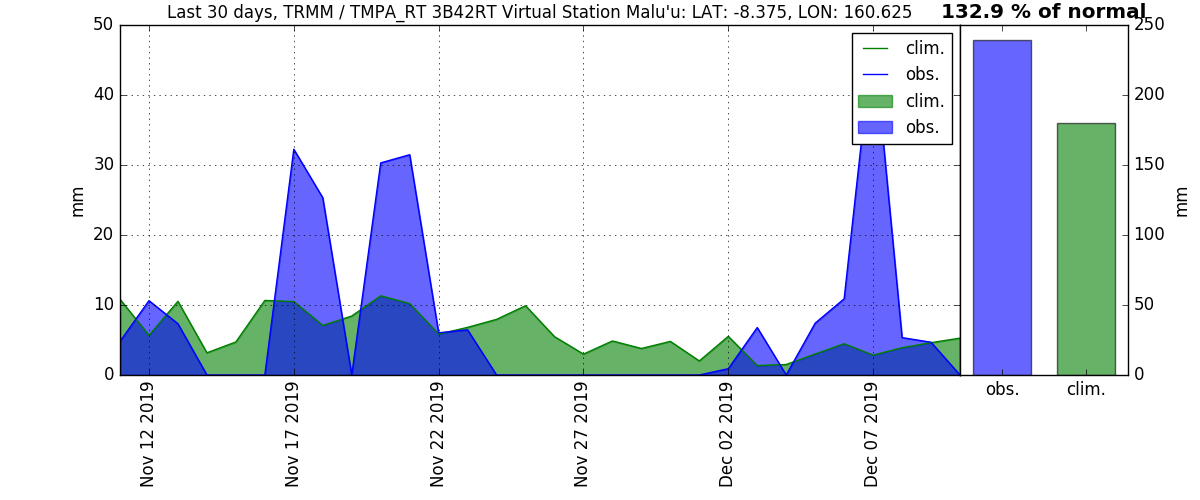 Last 30 days, TRMM / TMPA_RT 3B42RT Virtual Station Malu'u: LAT: -8.375, LON: 160.625
132.9 % of normal
50
40
30
20
10
0
mm
clim.
obs.
clim.
obs.
250
200
150
100
50
0
mm
Nov 12 2019
Nov 17 2019
Nov 22 2019
Nov 27 2019
Dec 02 2019
Dec 07 2019
obs.
clim.